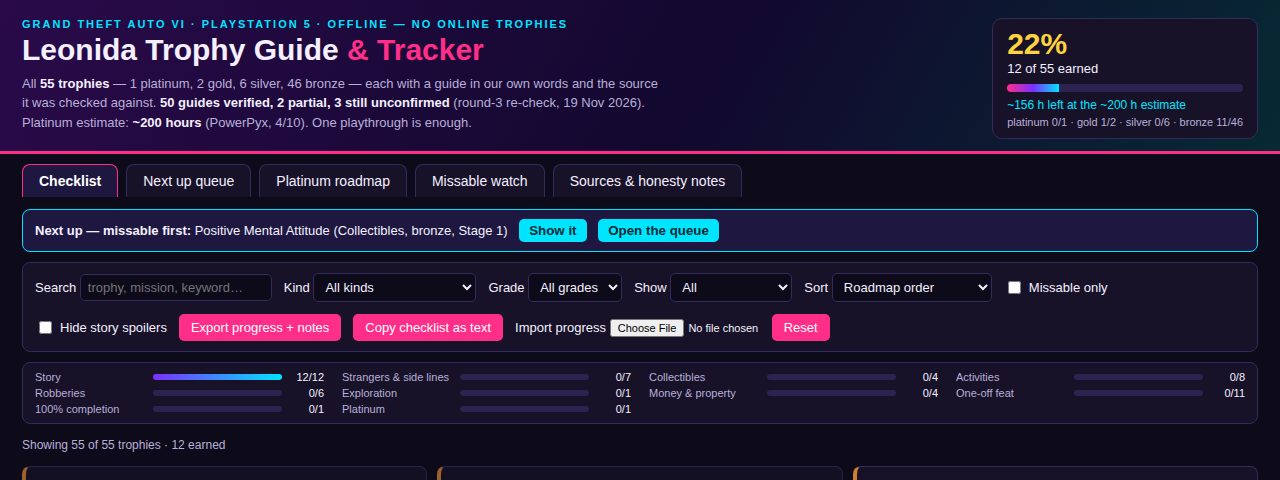 GRAND THEFT AUTO VI · PLAYSTATION 5 · OFFLINE — NO ONLINE TROPHIES
Leonida Trophy Guide & Tracker
All 55 trophies — 1 platinum, 2 gold, 6 silver, 46 bronze — each with a guide in our own words and the source
it was checked against. 50 guides verified, 2 partial, 3 still unconfirmed (round-3 re-check, 19 Nov 2026).
Platinum estimate: ~200 hours (PowerPyx, 4/10). One playthrough is enough.
22%
12 of 55 earned
~156 h left at the ~200 h estimate
platinum 0/1 · gold 1/2 · silver 0/6 · bronze 11/46
Checklist
Next up queue
Platinum roadmap
Missable watch
Sources & honesty notes
Next up — missable first: Positive Mental Attitude (Collectibles, bronze, Stage 1) Show it Open the queue
Search trophy, mission, keyword… Kind All kinds Grade All grades Show All Sort Roadmap order Missable only
Hide story spoilers Export progress + notes Copy checklist as text Import progress Choose File No file chosen Reset
Story 12/12 Strangers & side lines 0/7 Collectibles 0/4 Activities 0/8
Robberies 0/6 Exploration 0/1 Money & property 0/4 One-off feat 0/11
100% completion 0/1 Platinum 0/1
Showing 55 of 55 trophies · 12 earned